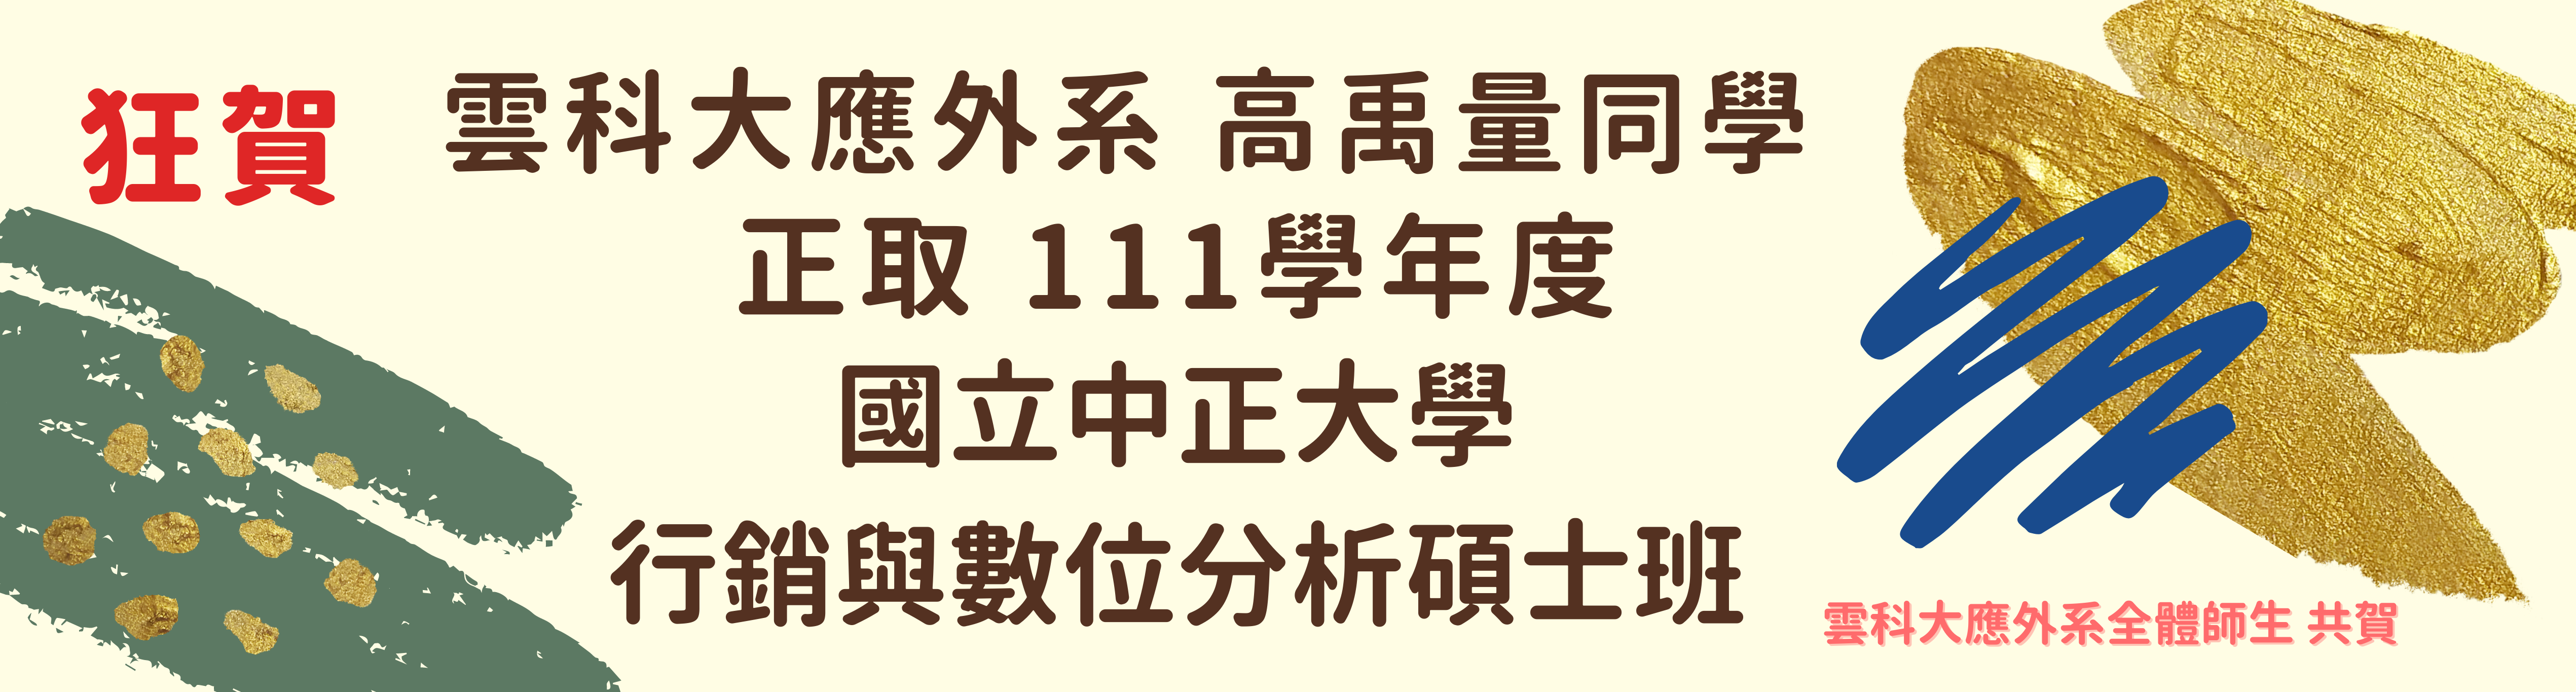 狂賀
雲科大應外系 高禹量同學
正取 111學年度
國立中正大學
行銷與數位分析碩士班
雲科大應外系全體師生 共賀